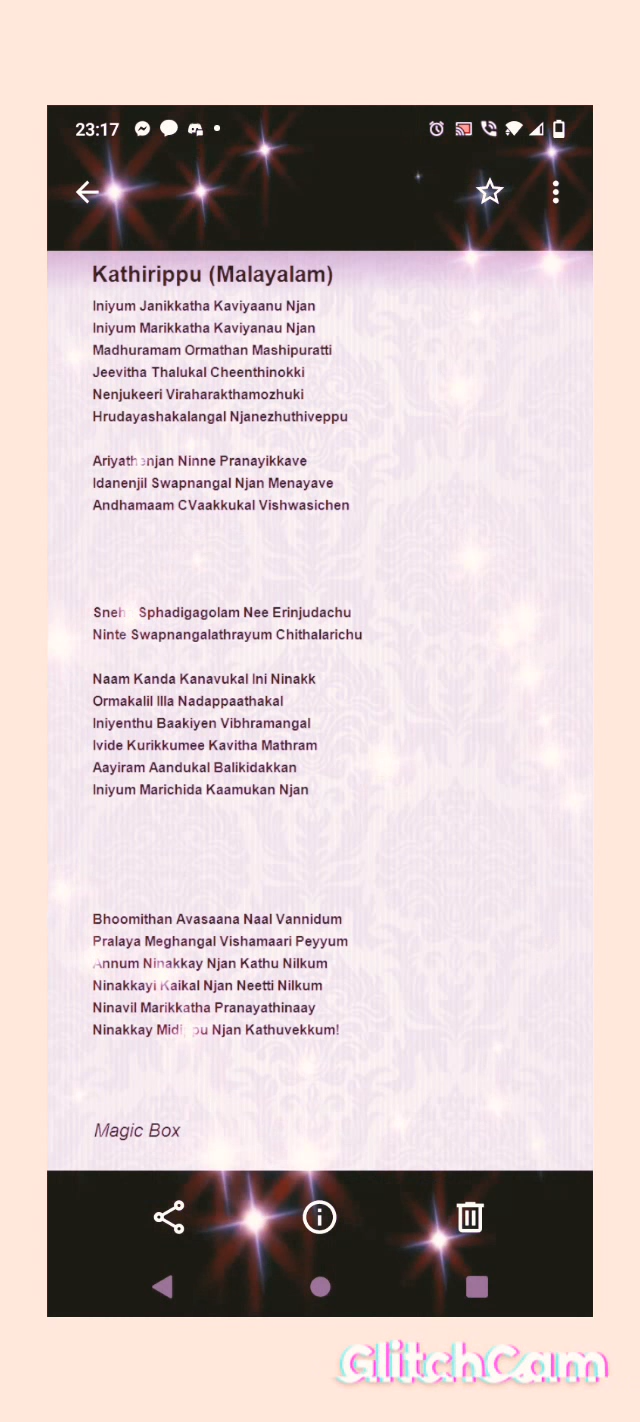 23:17
Kathirippu (Malayalam)
Iniyum Janikkatha Kaviyaanu Njan
Iniyum Marikkatha Kaviyanau Njan
Madhuramam Ormathan Mashipuratti
Jeevitha Thalukal Cheenthinokki
Nenjukeeri Viraharakthamozhuki
Hrudayashakalangal Njanezhuthiveppu
Ninne Pranayikkave
Idanenjil Swapnangal Njan Menayave
Andhamaam CVaakkukal Vishwasichen
Sphadigagolam Nee Erinjudachu
Ninte Swapnangalathrayum Chithalarichu
Naam Kanda Kanavukal Ini Ninakk
Ormakalil Illa Nadappaathakal
Iniyenthu Baakiyen Vibhramangal
Ivide Kurikkumee Kavitha Mathram
Aayiram Aandukal Balikidakkan
Iniyum Marichida Kaamukan Njan
Bhoomithan Avasaana Naal Vannidum
Pralaya Meghangal Vishamaari Peyyum
Annum Ninakkay Njan Kathu Nilkum
Ninakkayi Kaikal Njan Neetti Nilkum
Ninavil Marikkatha Pranayathinaay
Ninakkay Njan Kathuvekkum!
Magic Box
GlitchCam